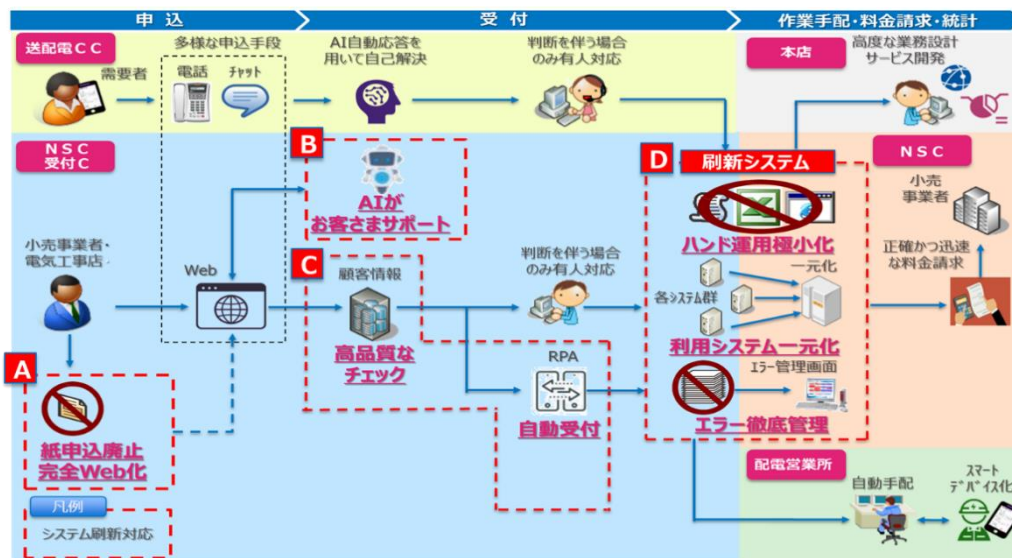 申 込
受 付
作業手配・料金請求・統計
送配電CC
需要者
多様な申込手段
電話
チャット
AI自動応答を
用いて自己解決
判断を伴う場合
のみ有人対応
本店
高度な業務設計
サービス開発
NSC
受付C
B
AIが
お客さまサポート
D
刷新システム
ハンド運用極小化
NSC
小売
事業者
正確かつ迅速
な料金請求
小売事業者・
電気工事店
Web
C
顧客情報
高品質な
チェック
判断を伴う場合
のみ有人対応
一元化
各システム群
利用システム一元化
RPA
自動受付
エラー管理画面
エラー徹底管理
A
紙申込廃止
完全Web化
凡例
システム刷新対応
配電営業所
自動手配
スマート
デバイス化